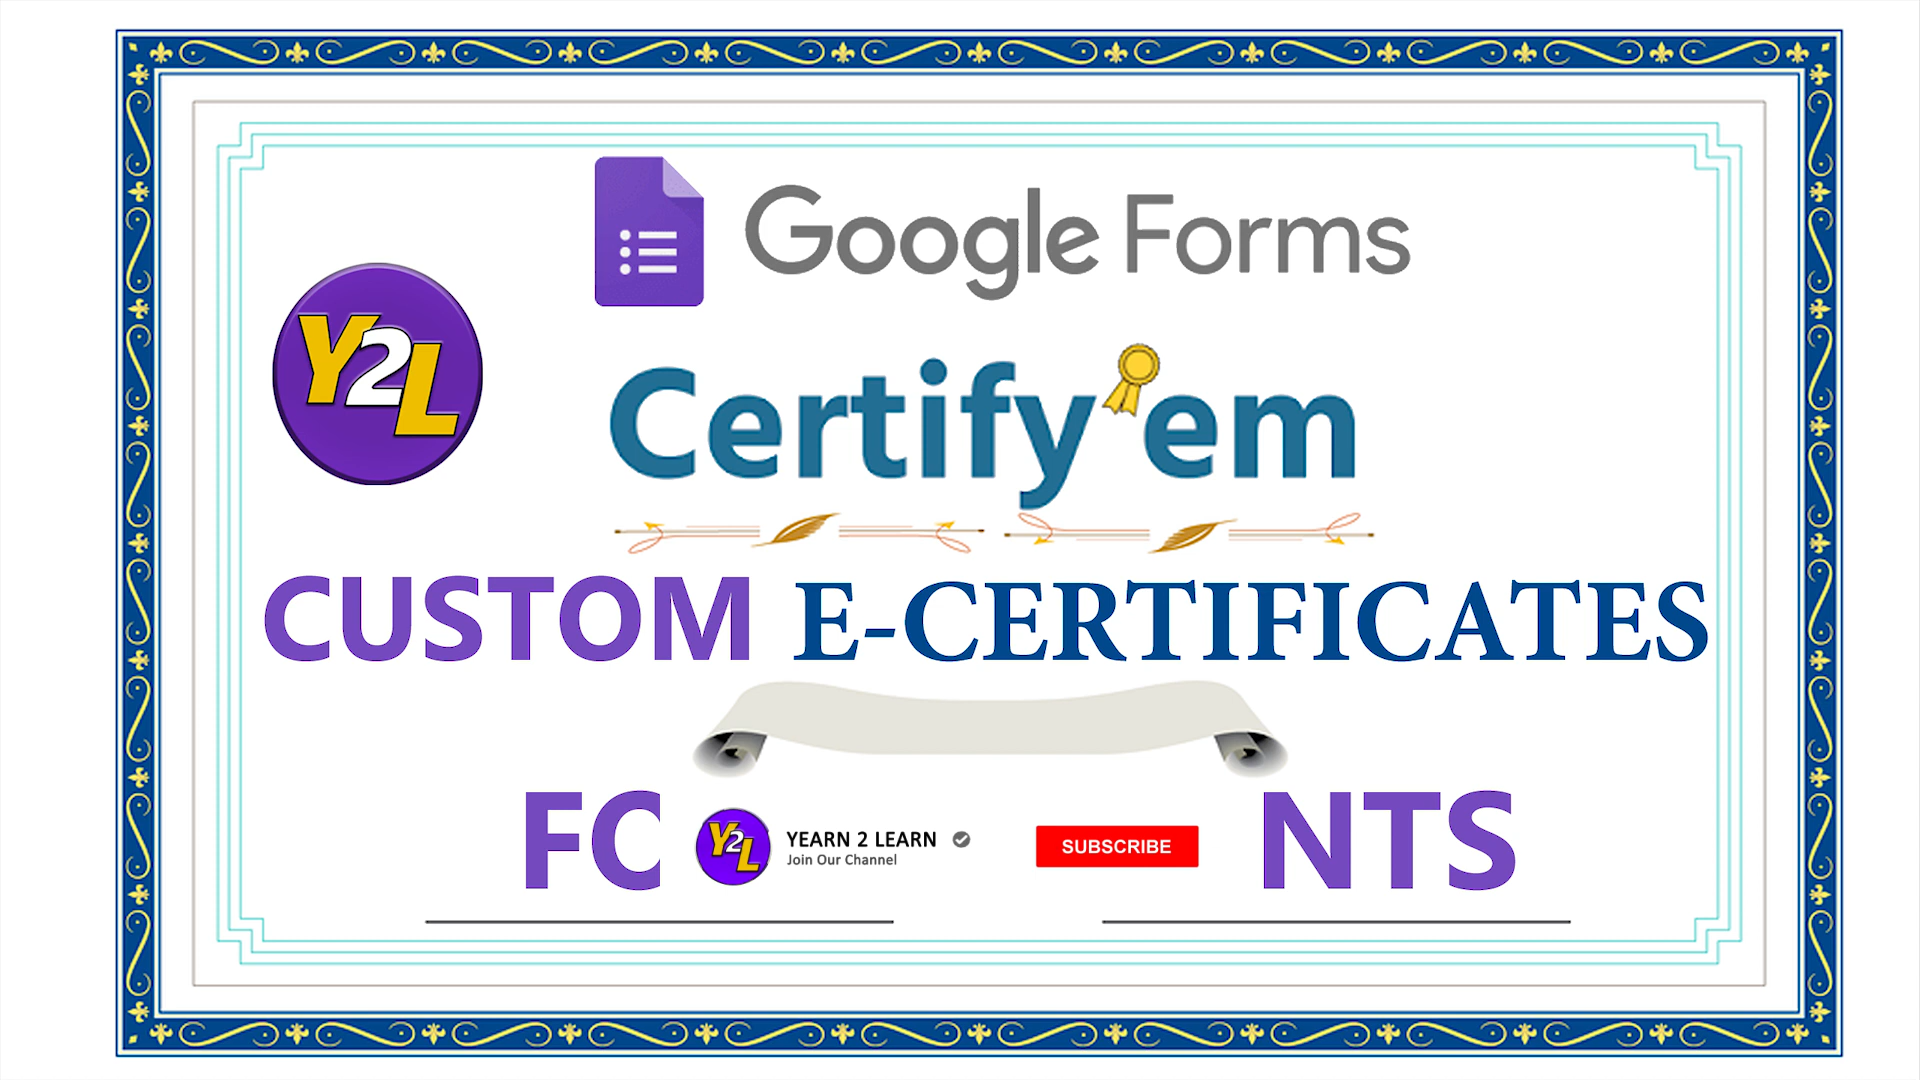 Google Forms
Y2L
Certify'em
CUSTOM E-CERTIFICATES
FC Y2L YEARN 2 LEARN SUBSCRIBE NTS
Join Our Channel